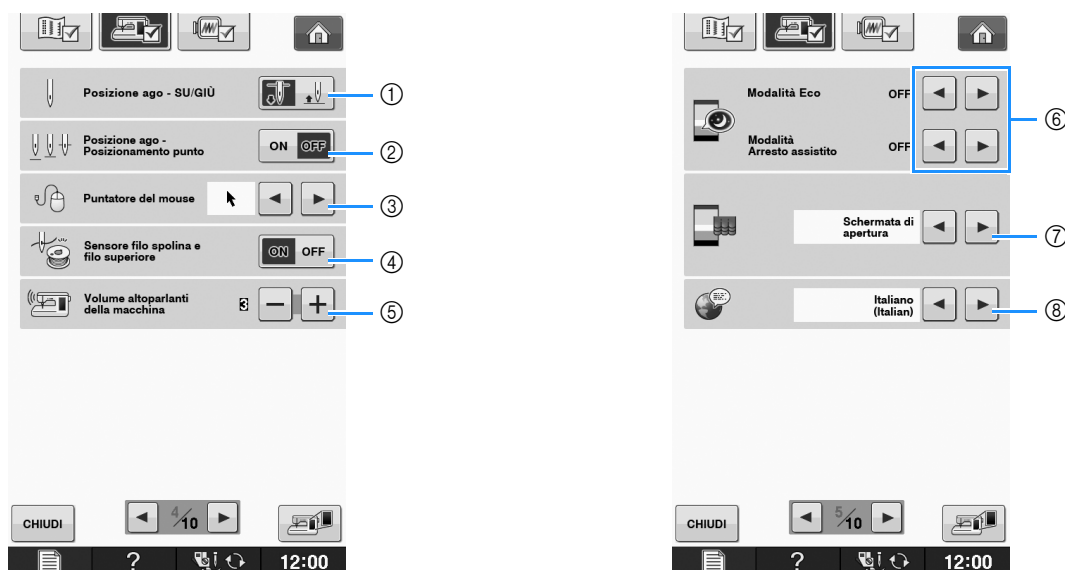 Posizione ago - SU/GIÙ
①
Posizione ago -
Posizionamento punto
ON OFF
②
Puntatore del mouse
③
Sensore filo spolina e
filo superiore
ON OFF
④
Volume altoparlanti
della macchina
3
− +
⑤
CHIUDI
4/10
?
12:00
Modalità Eco
OFF
⑥
Modalità
Arresto assistito
OFF
Schermata di
apertura
⑦
Italiano
(Italian)
⑧
CHIUDI
5/10
?
12:00